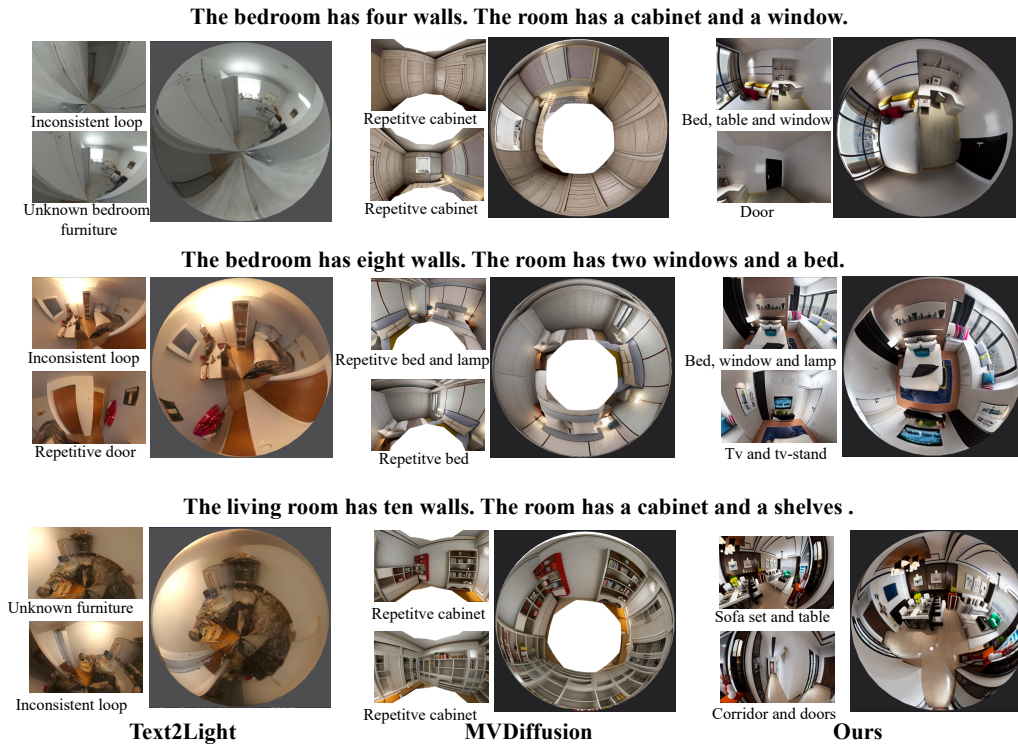 The bedroom has four walls. The room has a cabinet and a window.
Inconsistent loop
Unknown bedroom
furniture
Repetitve cabinet
Repetitve cabinet
Bed, table and window
Door
The bedroom has eight walls. The room has two windows and a bed.
Inconsistent loop
Repetitive door
Repetitve bed and lamp
Repetitve bed
Bed, window and lamp
Tv and tv-stand
The living room has ten walls. The room has a cabinet and a shelves .
Unknown furniture
Inconsistent loop
Repetitve cabinet
Repetitve cabinet
Sofa set and table
Corridor and doors
Text2Light
MVDiffusion
Ours